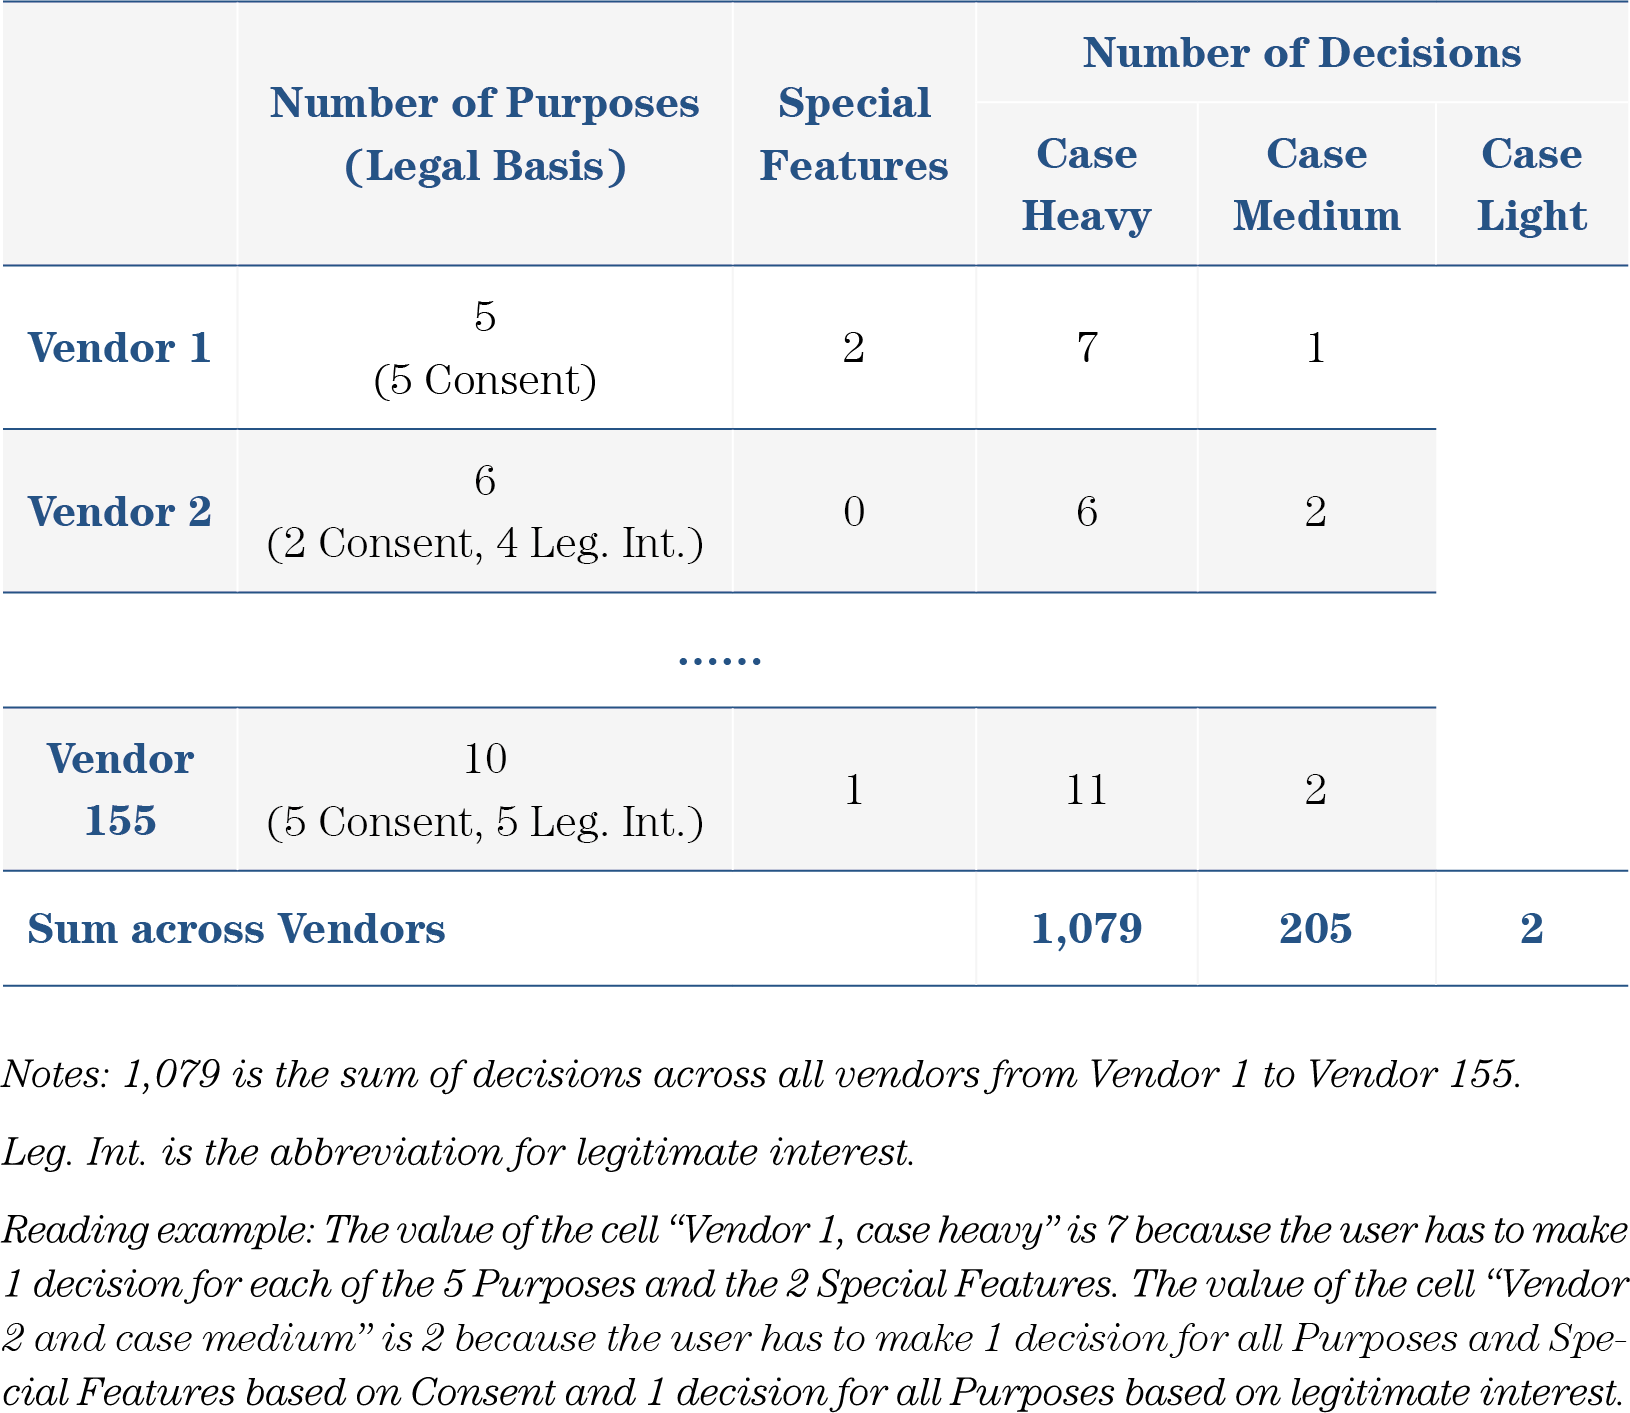 Number of Decisions
Number of Purposes
(Legal Basis)
Special
Features
Case
Heavy
Case
Medium
Case
Light
Vendor 1
5
(5 Consent)
2
7
1
Vendor 2
6
(2 Consent, 4 Leg. Int.)
0
6
2
......
Vendor
155
10
(5 Consent, 5 Leg. Int.)
1
11
2
Sum across Vendors
1,079
205
2
Notes: 1,079 is the sum of decisions across all vendors from Vendor 1 to Vendor 155.
Leg. Int. is the abbreviation for legitimate interest.
Reading example: The value of the cell “Vendor 1, case heavy” is 7 because the user has to make
1 decision for each of the 5 Purposes and the 2 Special Features. The value of the cell “Vendor
2 and case medium” is 2 because the user has to make 1 decision for all Purposes and Spe-
cial Features based on Consent and 1 decision for all Purposes based on legitimate interest.